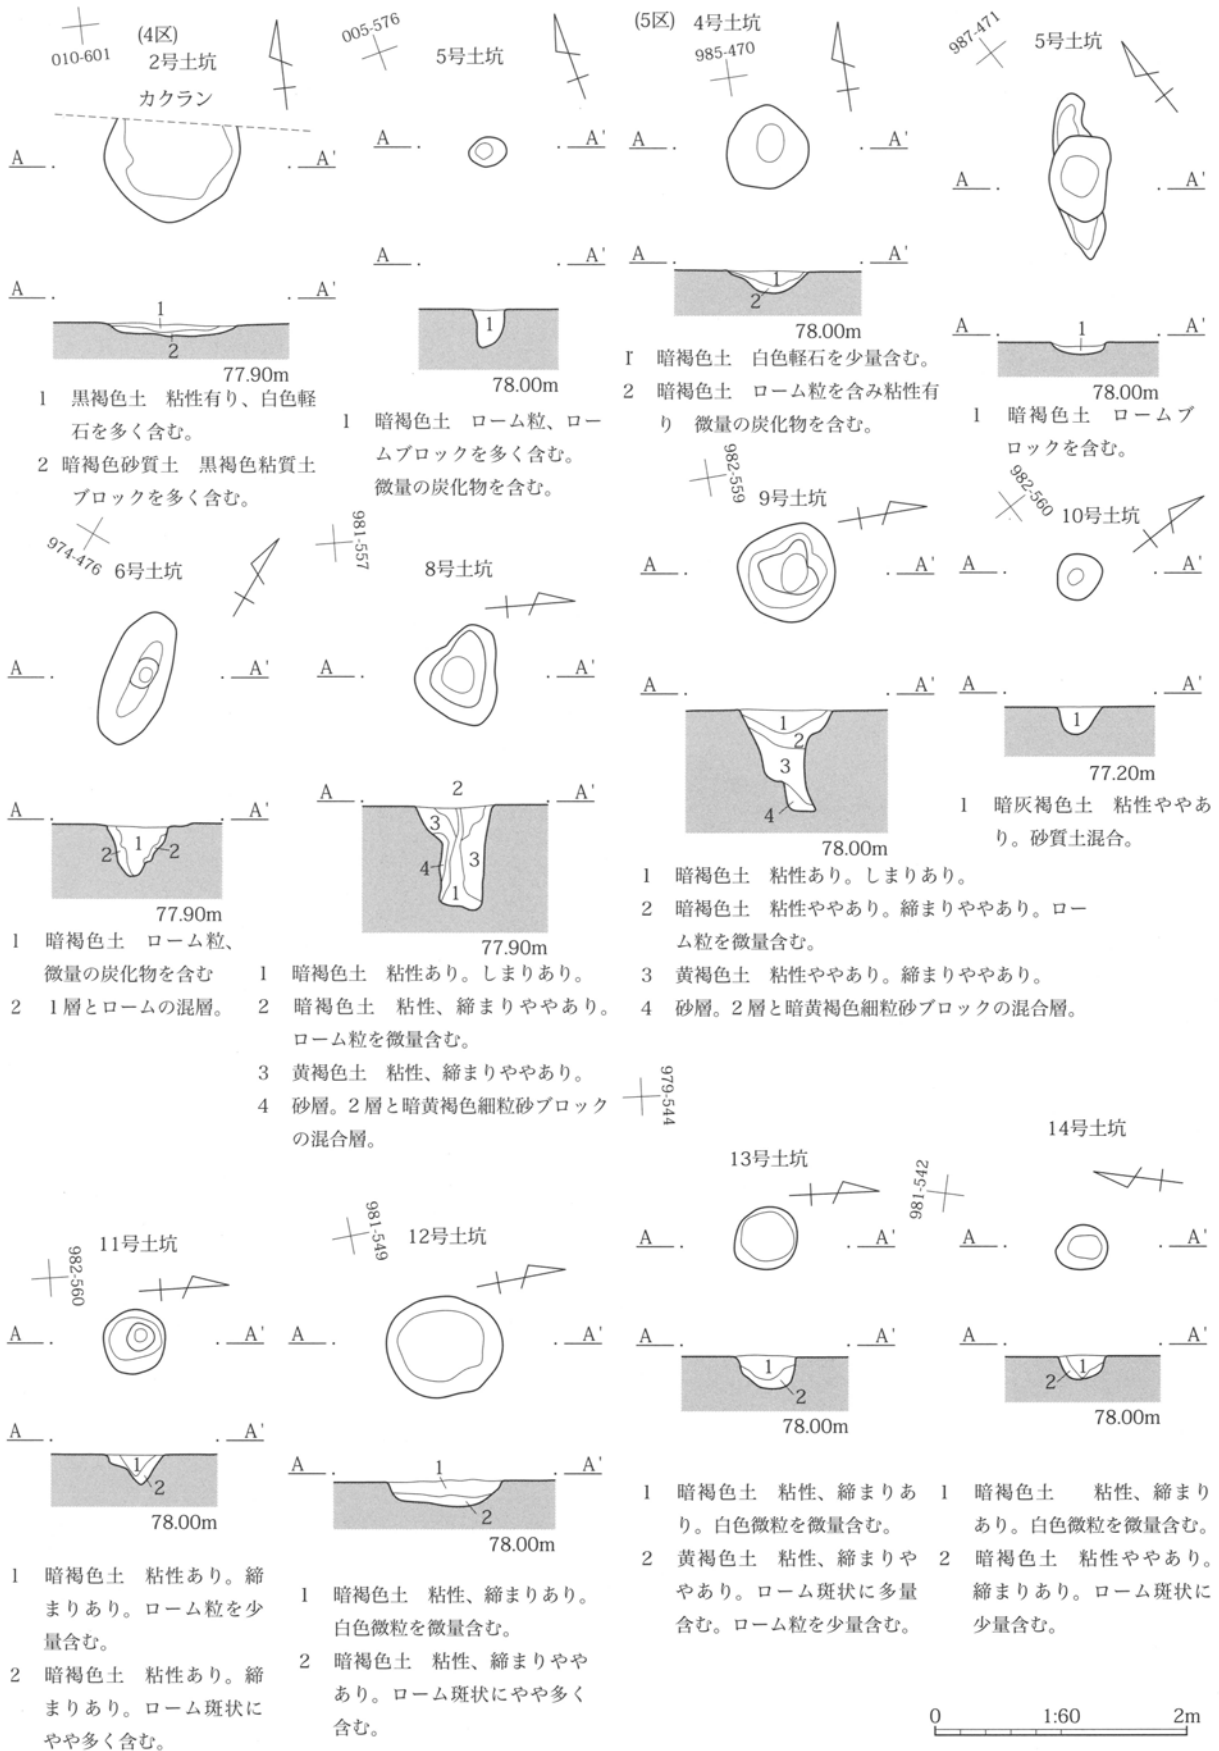 (4区)
010-601
2号土坑
カクラン
A A'
A A'
1
2
77.90m
1 黒褐色土 粘性有り、白色軽
石を多く含む。
2 暗褐色砂質土 黒褐色粘質土
ブロックを多く含む。
005-576
5号土坑
A A'
A A'
1
78.00m
1 暗褐色土 ローム粒、ロー
ムブロックを多く含む。
微量の炭化物を含む。
(5区) 4号土坑
985-470
A A'
A A'
1
2
78.00m
1 暗褐色土 白色軽石を少量含む。
2 暗褐色土 ローム粒を含み粘性有
り 微量の炭化物を含む。
987-471
5号土坑
A A'
A A'
1
78.00m
1 暗褐色土 ロームブ
ロックを含む。
974-476
6号土坑
A A'
A A'
2 1 2
77.90m
1 暗褐色土 ローム粒、
微量の炭化物を含む
2 1層とロームの混層。
981-557
8号土坑
A A'
2
A A'
3
4 3
1
77.90m
1 暗褐色土 粘性あり。しまりあり。
2 暗褐色土 粘性、締まりややあり。
ローム粒を微量含む。
3 黄褐色土 粘性、締まりややあり。
4 砂層。2層と暗黄褐色細粒砂ブロック
の混合層。
982-559
9号土坑
A A'
A A'
1
2
3
4
78.00m
1 暗褐色土 粘性あり。しまりあり。
2 暗褐色土 粘性ややあり。締まりややあり。ロー
ム粒を微量含む。
3 黄褐色土 粘性ややあり。締まりややあり。
4 砂層。2層と暗黄褐色細粒砂ブロックの混合層。
982-560
10号土坑
A A'
A A'
1
77.20m
1 暗灰褐色土 粘性ややあ
り。砂質土混合。
982-560
11号土坑
A A'
A A'
1
2
78.00m
1 暗褐色土 粘性あり。締
まりあり。ローム粒を少
量含む。
2 暗褐色土 粘性あり。締
まりあり。ローム斑状に
やや多く含む。
981-549
12号土坑
A A'
A A'
1
2
78.00m
1 暗褐色土 粘性、締まりあり。
白色微粒を微量含む。
2 暗褐色土 粘性、締まりやや
あり。ローム斑状にやや多く
含む。
979-544
13号土坑
A A'
A A'
1
2
78.00m
1 暗褐色土 粘性、締まりあ
り。白色微粒を微量含む。
2 黄褐色土 粘性、締まりや
やあり。ローム斑状に多量
含む。ローム粒を少量含む。
14号土坑
981-542
A A'
A A'
1
2
78.00m
1 暗褐色土 粘性、締まり
あり。白色微粒を微量含む。
2 暗褐色土 粘性ややあり。
締まりあり。ローム斑状に
少量含む。
0 1:60 2m